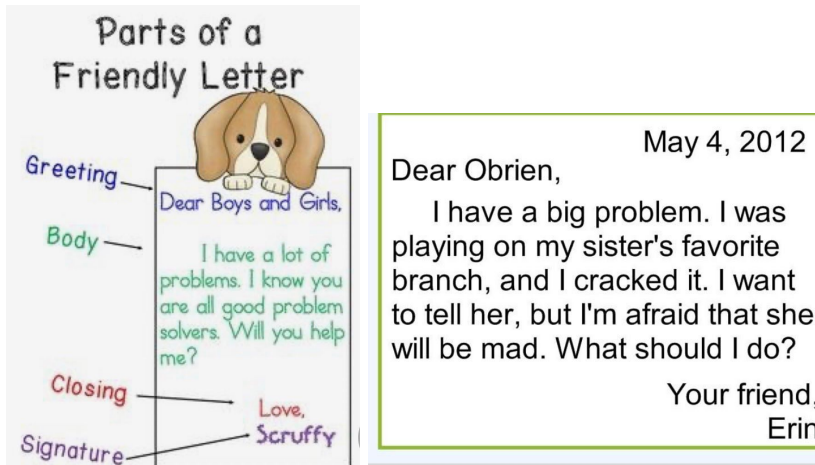 Parts of a
Friendly Letter
Greeting
Dear Boys and Girls,
Body
I have a lot of
problems. I know you
are all good problem
solvers. Will you help
me?
Closing
Love,
Signature
Scruffy
May 4, 2012
Dear Obrien,
I have a big problem. I was
playing on my sister's favorite
branch, and I cracked it. I want
to tell her, but I'm afraid that she
will be mad. What should I do?
Your friend,
Erin